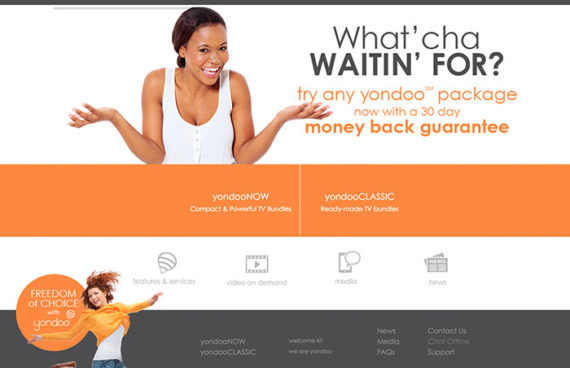 What'cha
WAITIN' FOR?
try any yondoo℠ package
now with a 30 day
money back guarantee
yondooNOW
Compact & Powerful TV Bundles
yondooCLASSIC
Ready-made TV bundles
features & services
video on demand
media
NEWS
news
FREEDOM
of CHOICE
with
yondoo
yondooNOW
yondooCLASSIC
welcome kit
we are yondoo
News
Media
FAQs
Contact Us
Chat Offline
Support